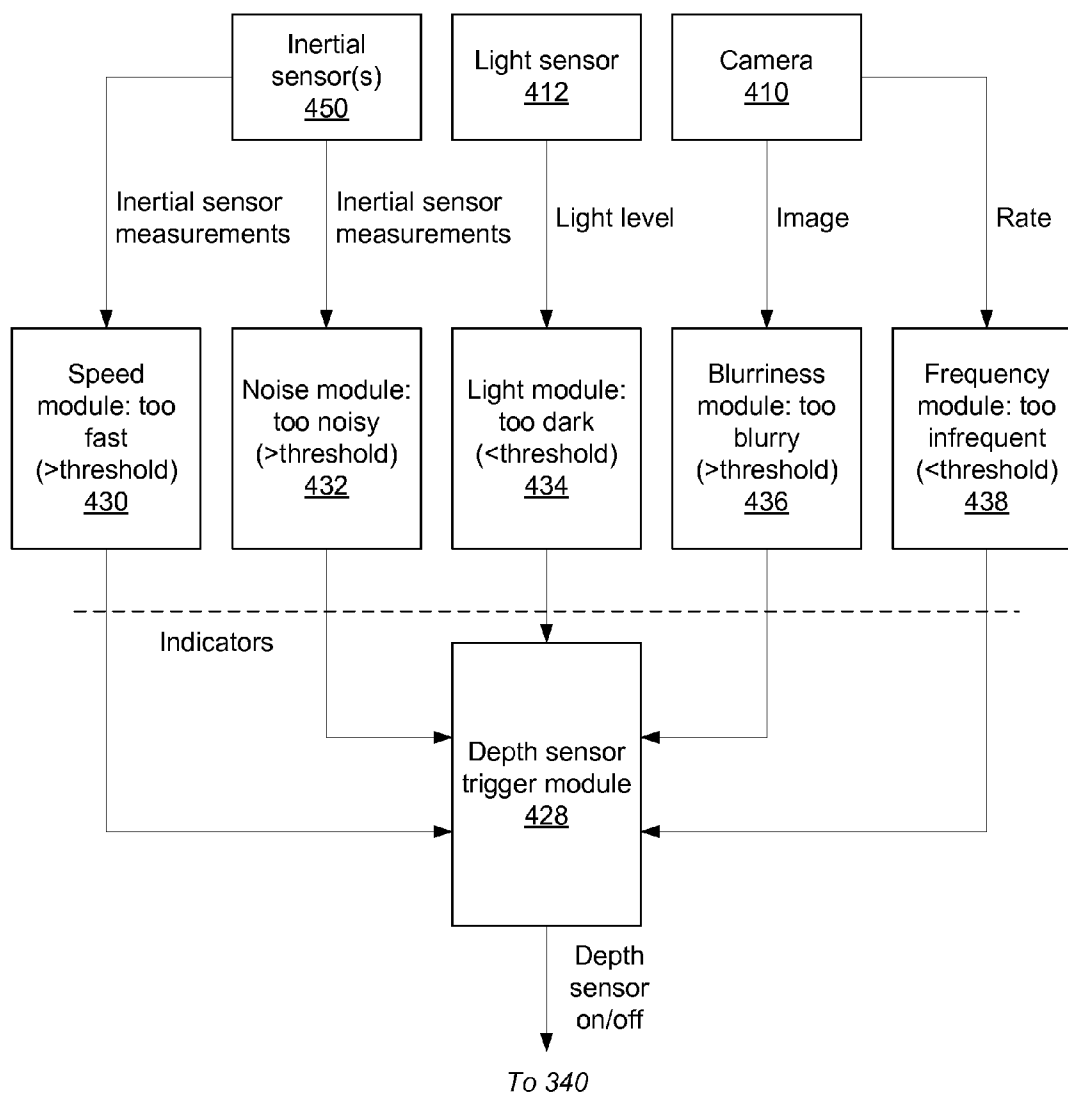 Inertial
sensor(s)
450
Light sensor
412
Camera
410
Inertial sensor
measurements
Inertial sensor
measurements
Light level
Image
Rate
Speed
module: too
fast
(>threshold)
430
Noise module:
too noisy
(>threshold)
432
Light module:
too dark
(<threshold)
434
Blurriness
module: too
blurry
(>threshold)
436
Frequency
module: too
infrequent
(<threshold)
438
Indicators
Depth sensor
trigger module
428
Depth
sensor
on/off
To 340